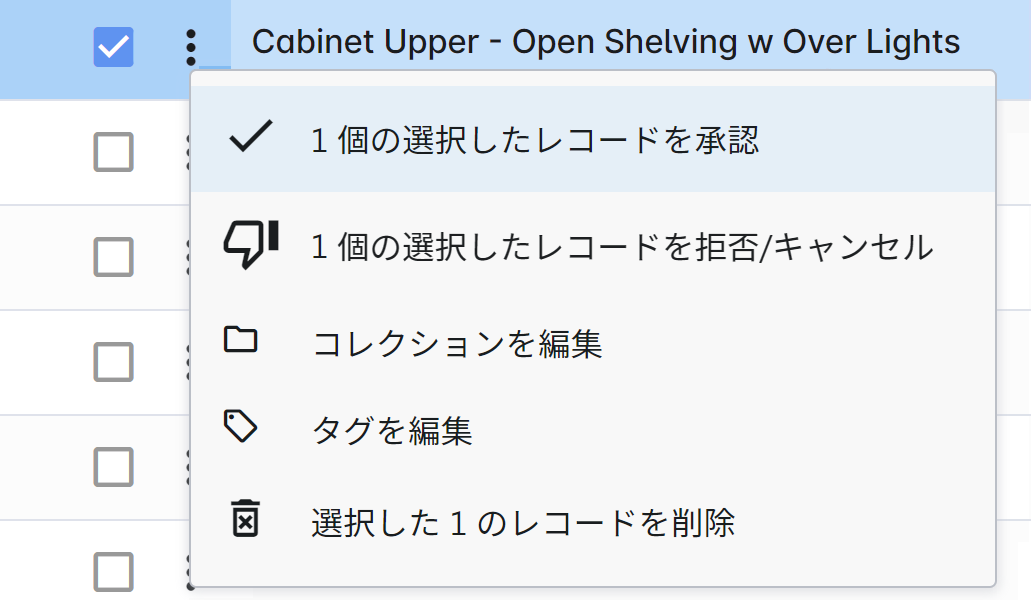 Cabinet Upper - Open Shelving w Over Lights
1 個の選択したレコードを承認
1 個の選択したレコードを拒否/キャンセル
コレクションを編集
タグを編集
選択した 1 のレコードを削除